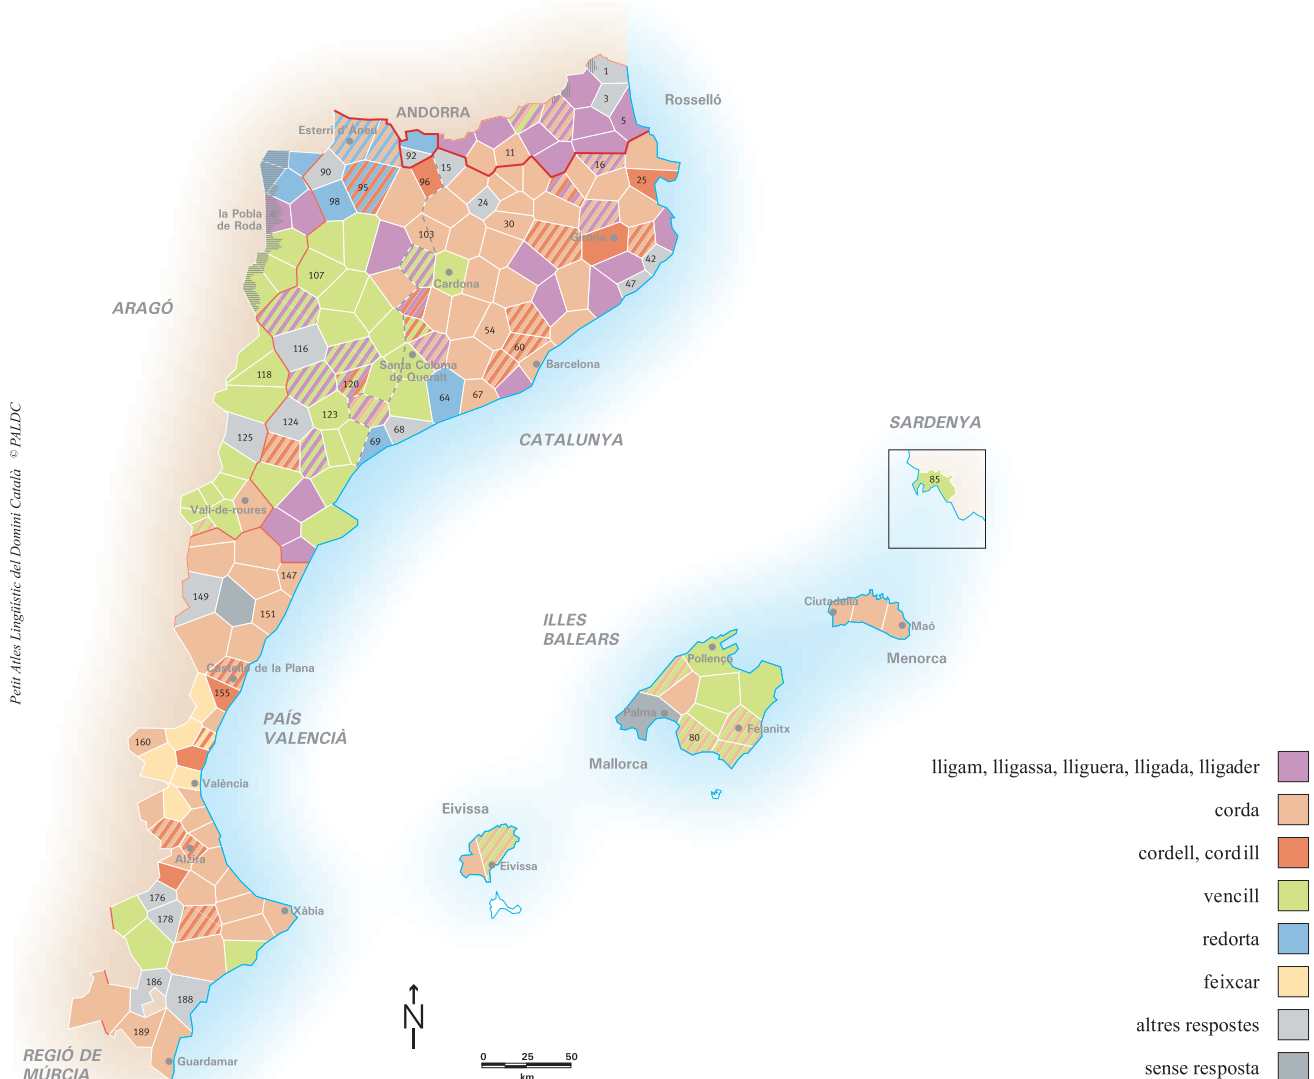 1
ANDORRA
Rosselló
3
5
Esterri d'Àneu
92
11
15
16
90
95
96
25
98
24
la Pobla
de Roda
30
103
Girona
42
107
Cardona
47
ARAGÓ
54
116
60
Santa Coloma
de Queralt
Barcelona
118
120
64
67
123
124
68
125
69
CATALUNYA
SARDENYA
85
Vall-de-roures
Petit Atles Lingüístic del Domini Català © PALDC
147
149
151
ILLES
BALEARS
Ciutadella
Maó
Menorca
Castelló de la Plana
Pollença
155
Palma
PAÍS
VALENCIÀ
80
Felanitx
160
Mallorca
València
Eivissa
Alzira
Eivissa
176
178
Xàbia
186
188
189
N
REGIÓ DE
MÚRCIA
Guardamar
0 25 50
km
lligam, lligassa, lliguera, lligada, lligader
corda
cordell, cordill
vencill
redorta
feixcar
altres respostes
sense resposta